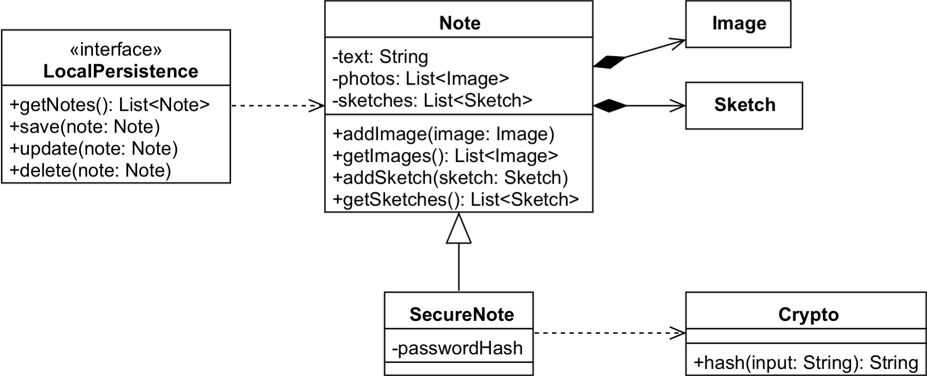 «interface»
LocalPersistence
+getNotes(): List<Note>
+save(note: Note)
+update(note: Note)
+delete(note: Note)
Note
-text: String
-photos: List<Image>
-sketches: List<Sketch>
+addImage(image: Image)
+getImages(): List<Image>
+addSketch(sketch: Sketch)
+getSketches(): List<Sketch>
Image
Sketch
SecureNote
-passwordHash
Crypto
+hash(input: String): String